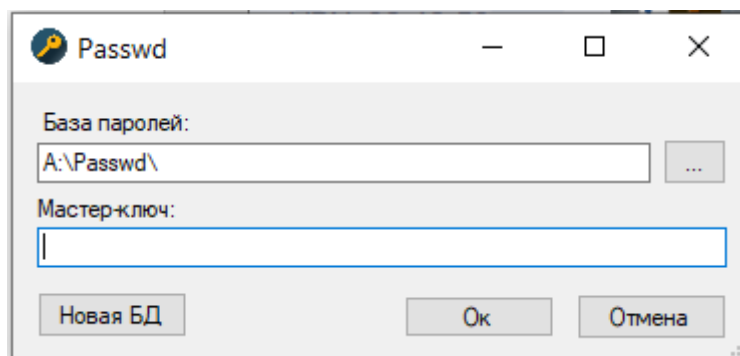 Passwd
База паролей:
A:\Passwd\
...
Мастер-ключ:
Новая БД
Ок
Отмена